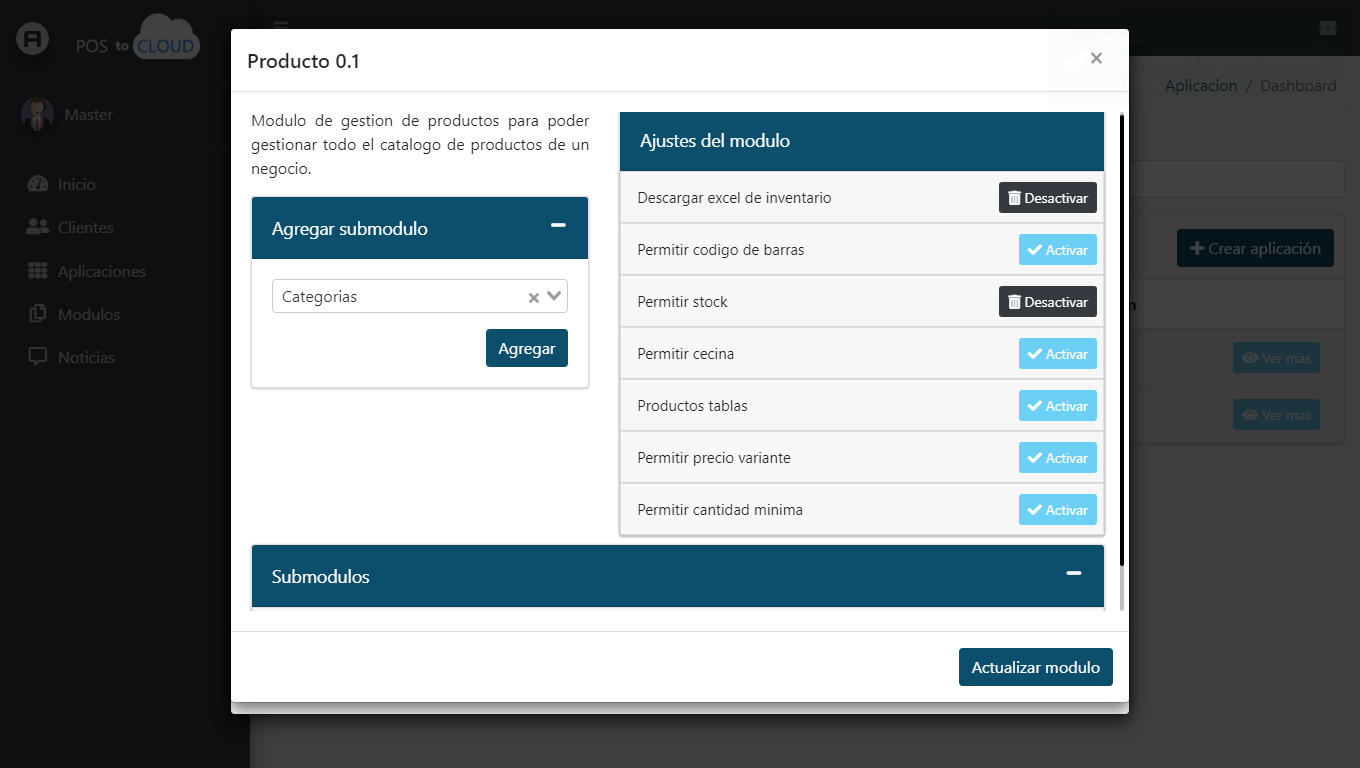 A
POS to CLOUD
Master
Inicio
Clientes
Aplicaciones
Modulos
Noticias
Aplicacion / Dashboard
Crear aplicación
Ver mas
Ver mas
Producto 0.1
×
Modulo de gestion de productos para poder
gestionar todo el catalogo de productos de un
negocio.
Agregar submodulo
Categorias
Agregar
Ajustes del modulo
Descargar excel de inventario Desactivar
Permitir codigo de barras Activar
Permitir stock Desactivar
Permitir cecina Activar
Productos tablas Activar
Permitir precio variante Activar
Permitir cantidad minima Activar
Submodulos
Actualizar modulo